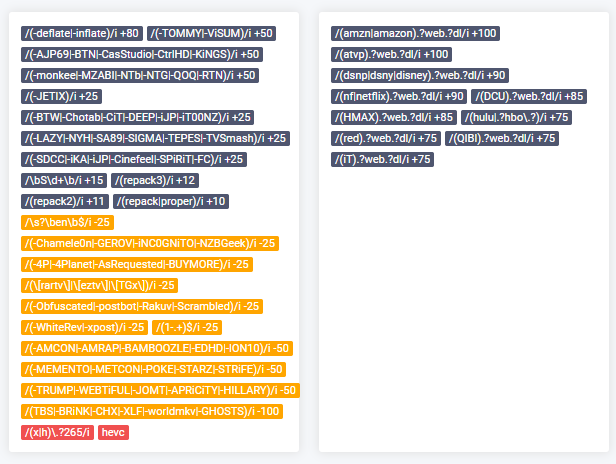 /(-deflate|-inflate)/i +80 /(-TOMMY|-ViSUM)/i +50
/(-AJP69|-BTN|-CasStudio|-CtrlHD|-KiNGS)/i +50
/(-monkee|-MZABI|-NTb|-NTG|-QOQ|-RTN)/i +50
/(-JETIX)/i +25
/(-BTW|-Chotab|-CiT|-DEEP|-iJP|-iT00NZ)/i +25
/(-LAZY|-NYH|-SA89|-SIGMA|-TEPES|-TVSmash)/i +25
/(-SDCC|-iKA|-iJP|-Cinefeel|-SPiRiT|-FC)/i +25
/\bS\d+\b/i +15 /(repack3)/i +12
/(repack2)/i +11 /(repack|proper)/i +10
/\s?\ben\b$/i -25
/(-Chamele0n|-GEROV|-iNC0GNiTO|-NZBGeek)/i -25
/(-4P|-4Planet|-AsRequested|-BUYMORE)/i -25
/(\[rartv\]|\[eztv\]|\[TGx\])/i -25
/(-Obfuscated|-postbot|-Rakuv|-Scrambled)/i -25
/(-WhiteRev|-xpost)/i -25 /(1-.+)$/i -25
/(-AMCON|-AMRAP|-BAMBOOZLE|-EDHD|-ION10)/i -50
/(-MEMENTO|-METCON|-POKE|-STARZ|-STRiFE)/i -50
/(-TRUMP|-WEBTiFUL|-JOMT|-APRiCiTY|-HILLARY)/i -50
/(TBS|-BRiNK|-CHX|-XLF|-worldmkv|-GHOSTS)/i -100
/(x|h)\.?265/i hevc
/(amzn|amazon).?web.?dl/i +100
/(atvp).?web.?dl/i +100
/(dsnp|dsny|disney).?web.?dl/i +90
/(nf|netflix).?web.?dl/i +90 /(DCU).?web.?dl/i +85
/(HMAX).?web.?dl/i +85 /(hulu|.?hbo\.?)/i +75
/(red).?web.?dl/i +75 /(QIBI).?web.?dl/i +75
/(iT).?web.?dl/i +75